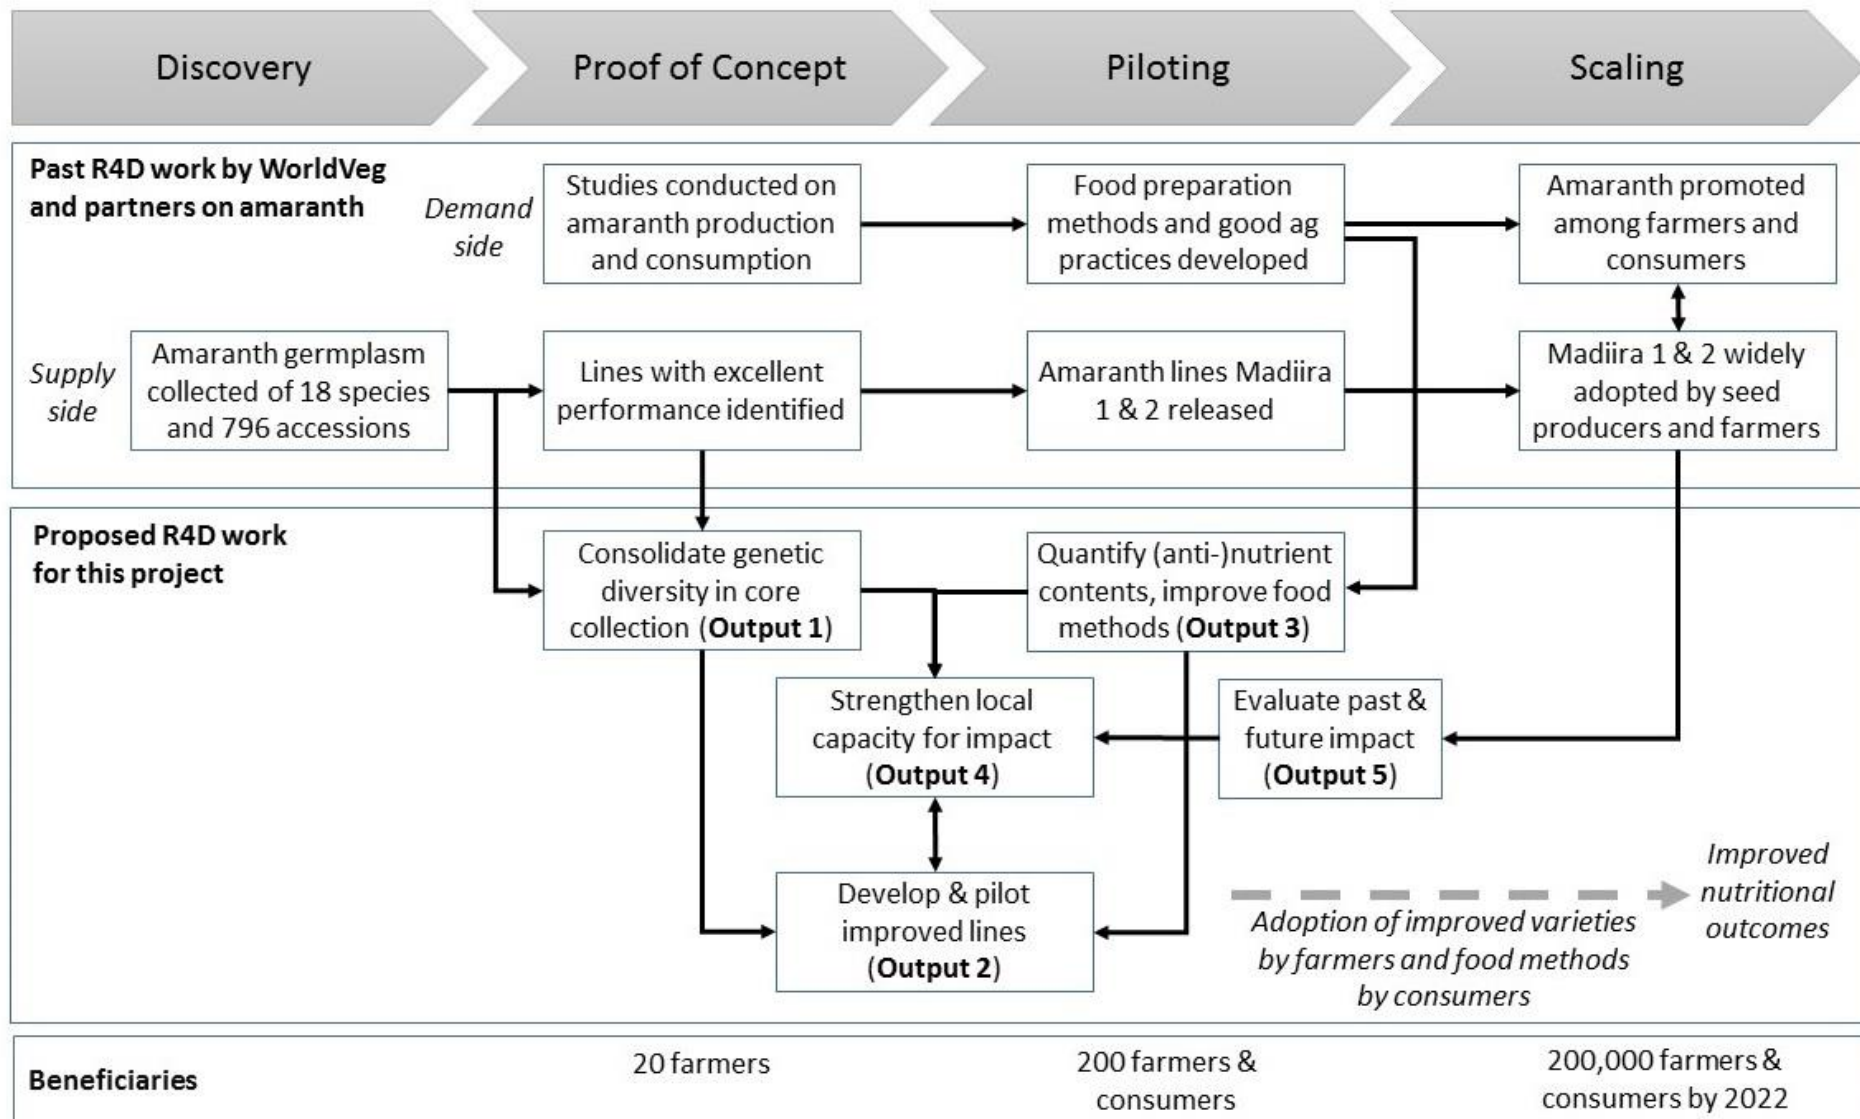 Discovery
Proof of Concept
Piloting
Scaling
Past R4D work by WorldVeg
and partners on amaranth
Demand
side
Studies conducted on
amaranth production
and consumption
Food preparation
methods and good ag
practices developed
Amaranth promoted
among farmers and
consumers
Supply
side
Amaranth germplasm
collected of 18 species
and 796 accessions
Lines with excellent
performance identified
Amaranth lines Madiira
1 & 2 released
Madiira 1 & 2 widely
adopted by seed
producers and farmers
Proposed R4D work
for this project
Consolidate genetic
diversity in core
collection (Output 1)
Quantify (anti-)nutrient
contents, improve food
methods (Output 3)
Strengthen local
capacity for impact
(Output 4)
Evaluate past &
future impact
(Output 5)
Develop & pilot
improved lines
(Output 2)
Adoption of improved varieties
by farmers and food methods
by consumers
Improved
nutritional
outcomes
Beneficiaries
20 farmers
200 farmers &
consumers
200,000 farmers &
consumers by 2022